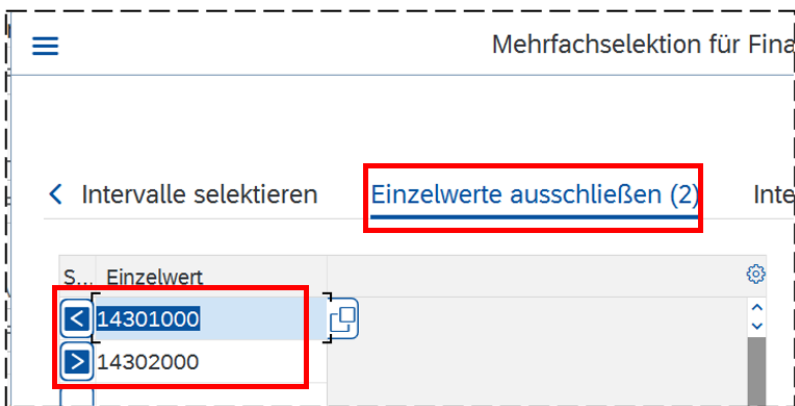 Mehrfachselektion für Fina
Intervalle selektieren Einzelwerte ausschließen (2) Inte
S... Einzelwert
< 14301000
> 14302000